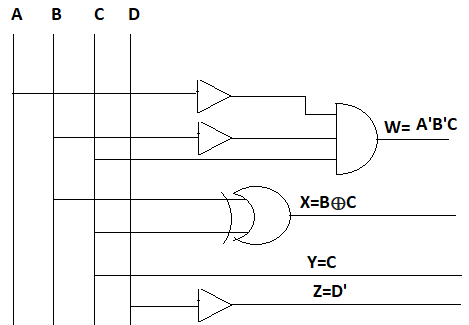 A B C D
W= A'B'C
X=B⊕C
Y=C
Z=D'